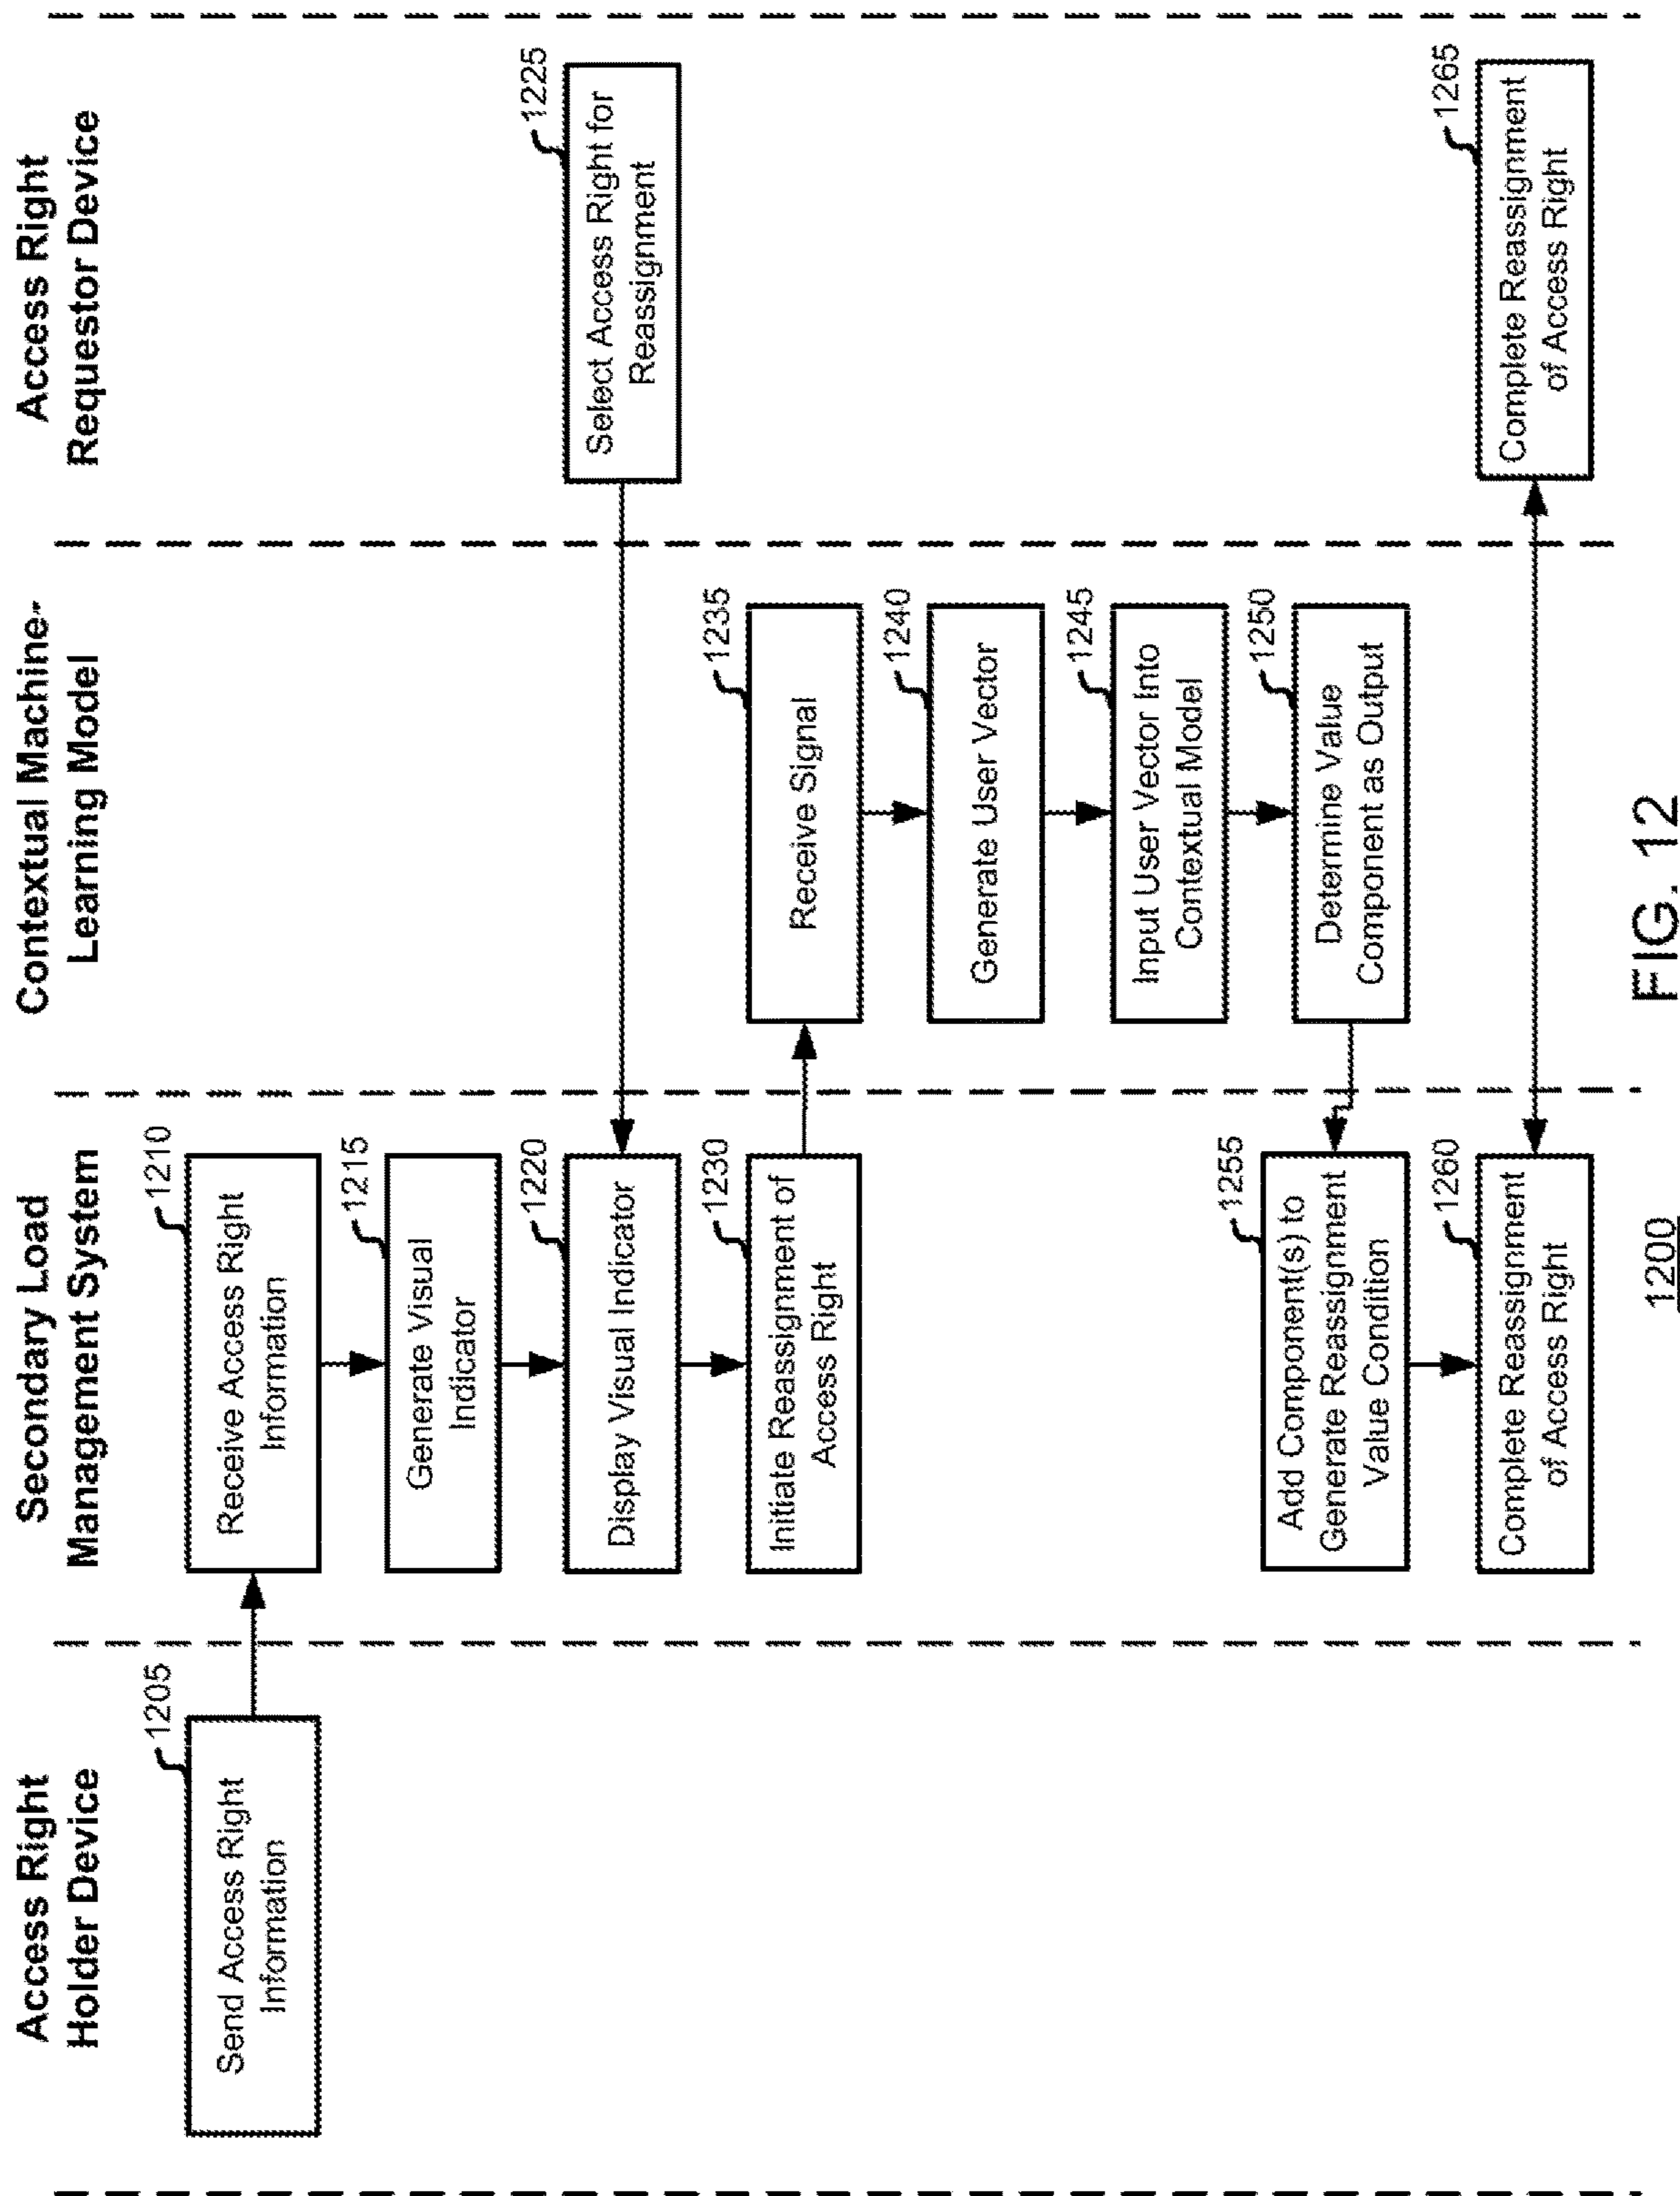 Access Right
Holder Device
Secondary Load
Management System
Contextual Machine-
Learning Model
Access Right
Requestor Device
1205
Send Access Right
Information
1210
Receive Access Right
Information
1215
Generate Visual
Indicator
1220
Display Visual Indicator
1225
Select Access Right for
Reassignment
1230
Initiate Reassignment of
Access Right
1235
Receive Signal
1240
Generate User Vector
1245
Input User Vector Into
Contextual Model
1250
Determine Value
Component as Output
1255
Add Component(s) to
Generate Reassignment
Value Condition
1260
Complete Reassignment
of Access Right
1265
Complete Reassignment
of Access Right
1200
FIG. 12